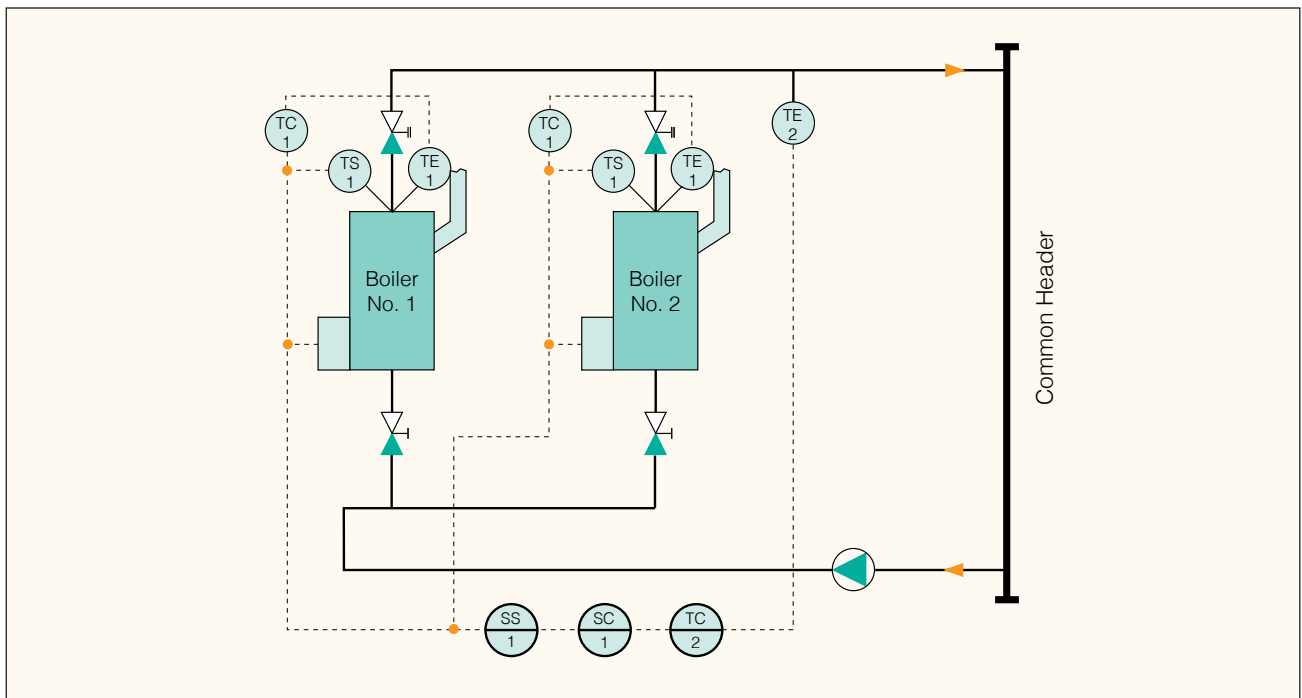 TC
1
TS
1
TE
1
TC
1
TS
1
TE
1
TE
2
Boiler
No. 1
Boiler
No. 2
Common Header
SS
1
SC
1
TC
2